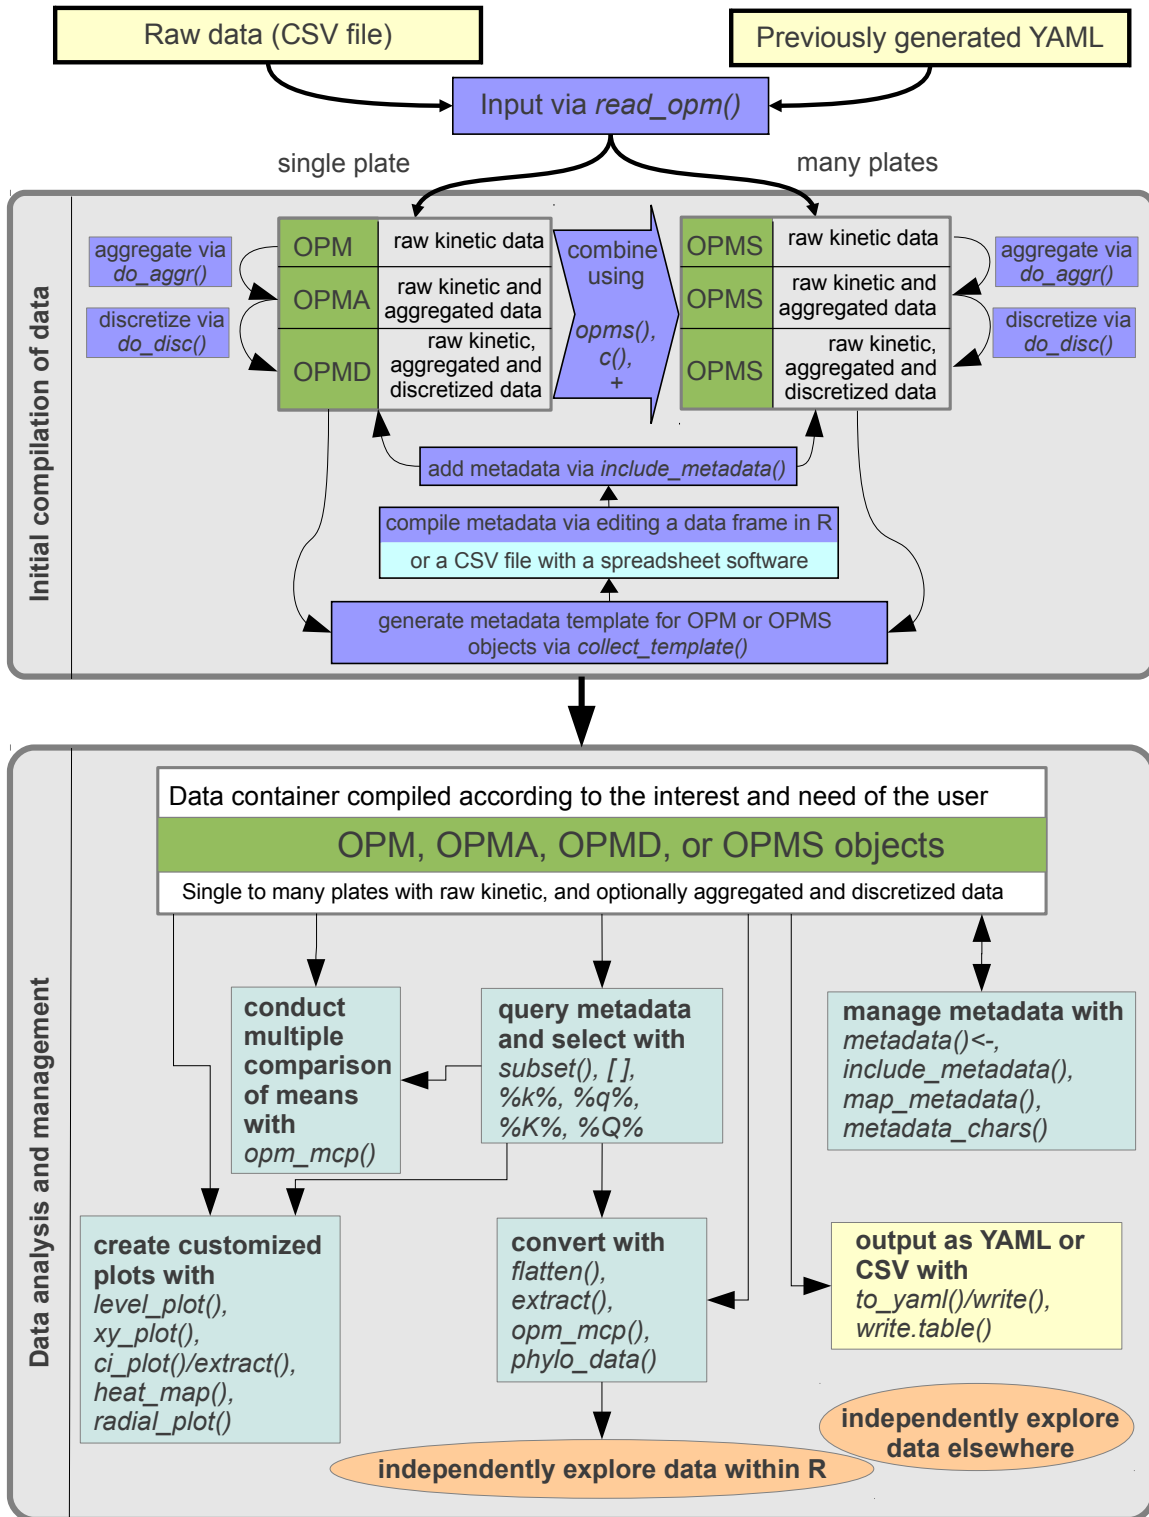 Raw data (CSV file)
Previously generated YAML
Input via read_opm()
single plate
many plates
Initial compilation of data
aggregate via
do_aggr()
discretize via
do_disc()
OPM
raw kinetic data
OPMA
raw kinetic and
aggregated data
OPMD
raw kinetic,
aggregated and
discretized data
combine
using
opms(),
c(),
+
OPMS
raw kinetic data
OPMS
raw kinetic and
aggregated data
OPMS
raw kinetic,
aggregated and
discretized data
aggregate via
do_aggr()
discretize via
do_disc()
add metadata via include_metadata()
compile metadata via editing a data frame in R
or a CSV file with a spreadsheet software
generate metadata template for OPM or OPMS
objects via collect_template()
Data analysis and management
Data container compiled according to the interest and need of the user
OPM, OPMA, OPMD, or OPMS objects
Single to many plates with raw kinetic, and optionally aggregated and discretized data
conduct
multiple
comparison
of means
with
opm_mcp()
query metadata
and select with
subset(), [ ],
%k%, %q%,
%K%, %Q%
manage metadata with
metadata()<-,
include_metadata(),
map_metadata(),
metadata_chars()
create customized
plots with
level_plot(),
xy_plot(),
ci_plot()/extract(),
heat_map(),
radial_plot()
convert with
flatten(),
extract(),
opm_mcp(),
phylo_data()
output as YAML or
CSV with
to_yaml()/write(),
write.table()
independently explore
data elsewhere
independently explore data within R